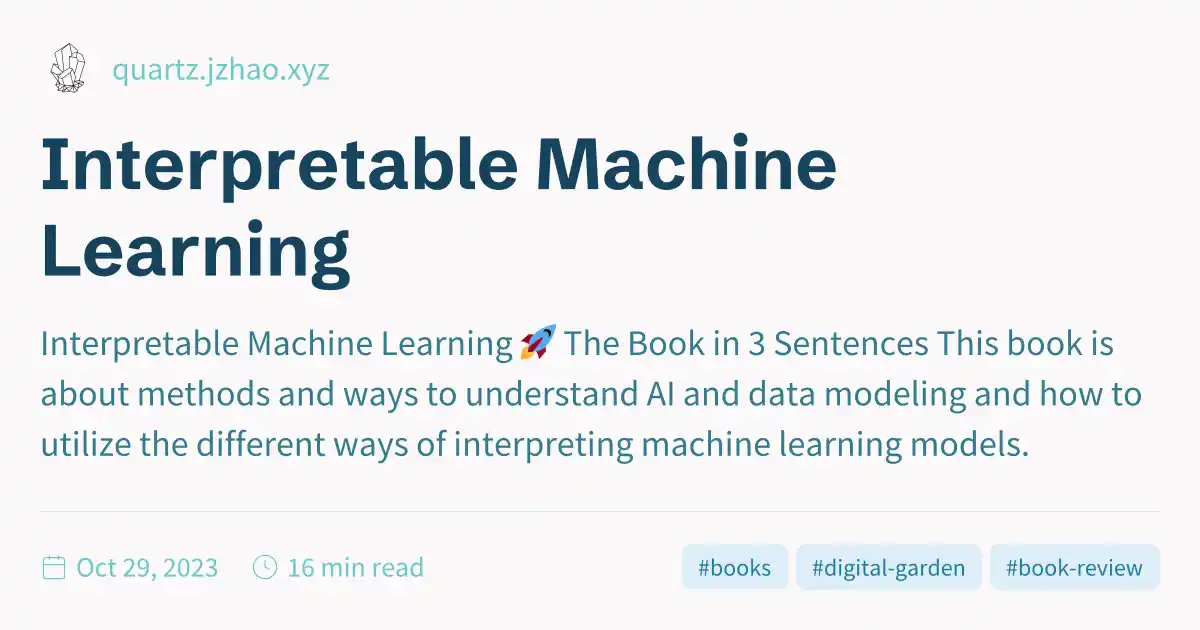 quartz.jzhao.xyz
Interpretable Machine
Learning
Interpretable Machine Learning 🚀 The Book in 3 Sentences This book is
about methods and ways to understand AI and data modeling and how to
utilize the different ways of interpreting machine learning models.
Oct 29, 2023 16 min read #books #digital-garden #book-review